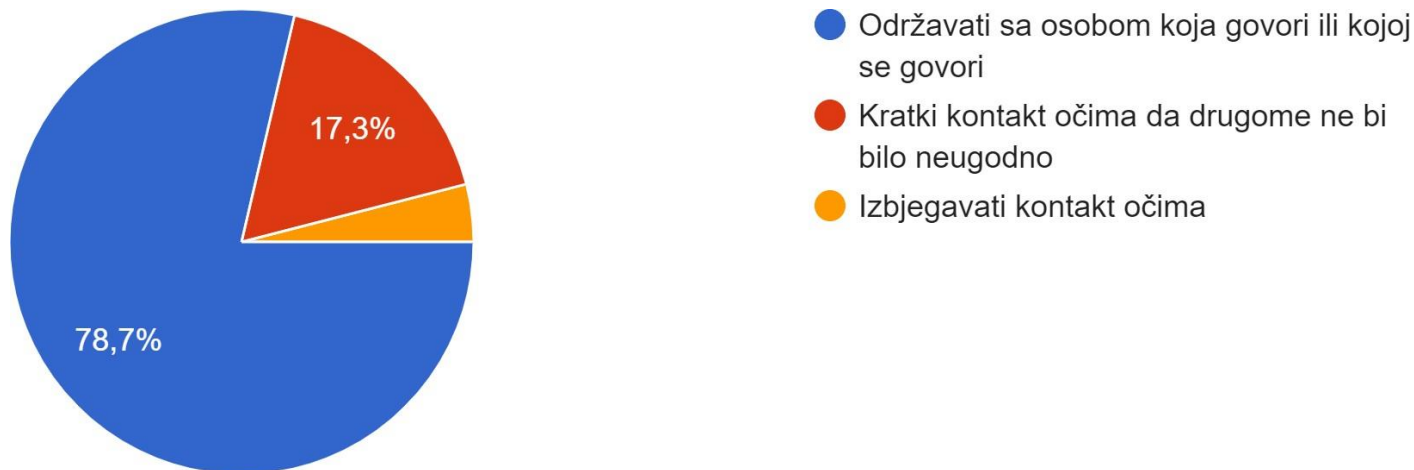 Održavati sa osobom koja govori ili kojoj
se govori
Kratki kontakt očima da drugome ne bi
bilo neugodno
Izbjegavati kontakt očima
17,3%
78,7%